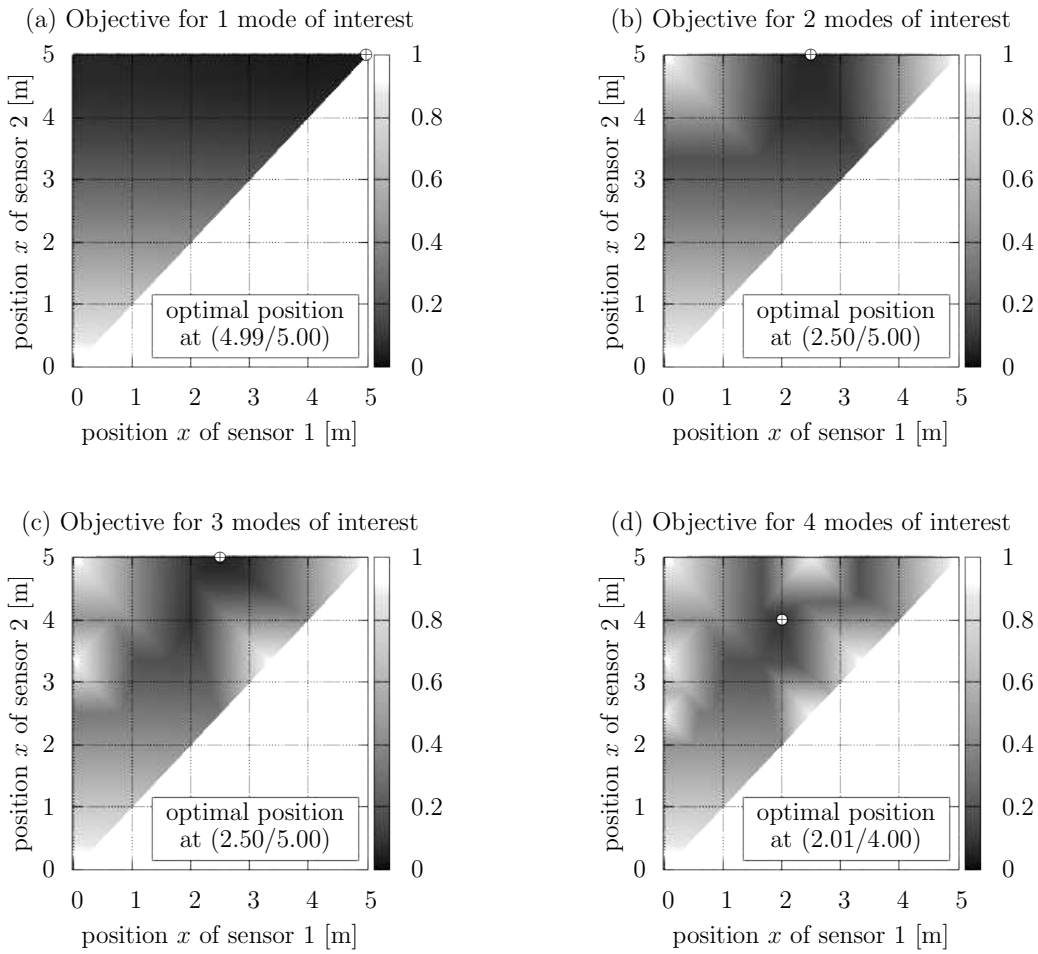 (a) Objective for 1 mode of interest
position x of sensor 2 [m]
5
4
3
2
1
0
optimal position
at (4.99/5.00)
0 1 2 3 4 5
position x of sensor 1 [m]
1
0.8
0.6
0.4
0.2
0
(b) Objective for 2 modes of interest
position x of sensor 2 [m]
5
4
3
2
1
0
optimal position
at (2.50/5.00)
0 1 2 3 4 5
position x of sensor 1 [m]
1
0.8
0.6
0.4
0.2
0
(c) Objective for 3 modes of interest
position x of sensor 2 [m]
5
4
3
2
1
0
optimal position
at (2.50/5.00)
0 1 2 3 4 5
position x of sensor 1 [m]
1
0.8
0.6
0.4
0.2
0
(d) Objective for 4 modes of interest
position x of sensor 2 [m]
5
4
3
2
1
0
optimal position
at (2.01/4.00)
0 1 2 3 4 5
position x of sensor 1 [m]
1
0.8
0.6
0.4
0.2
0